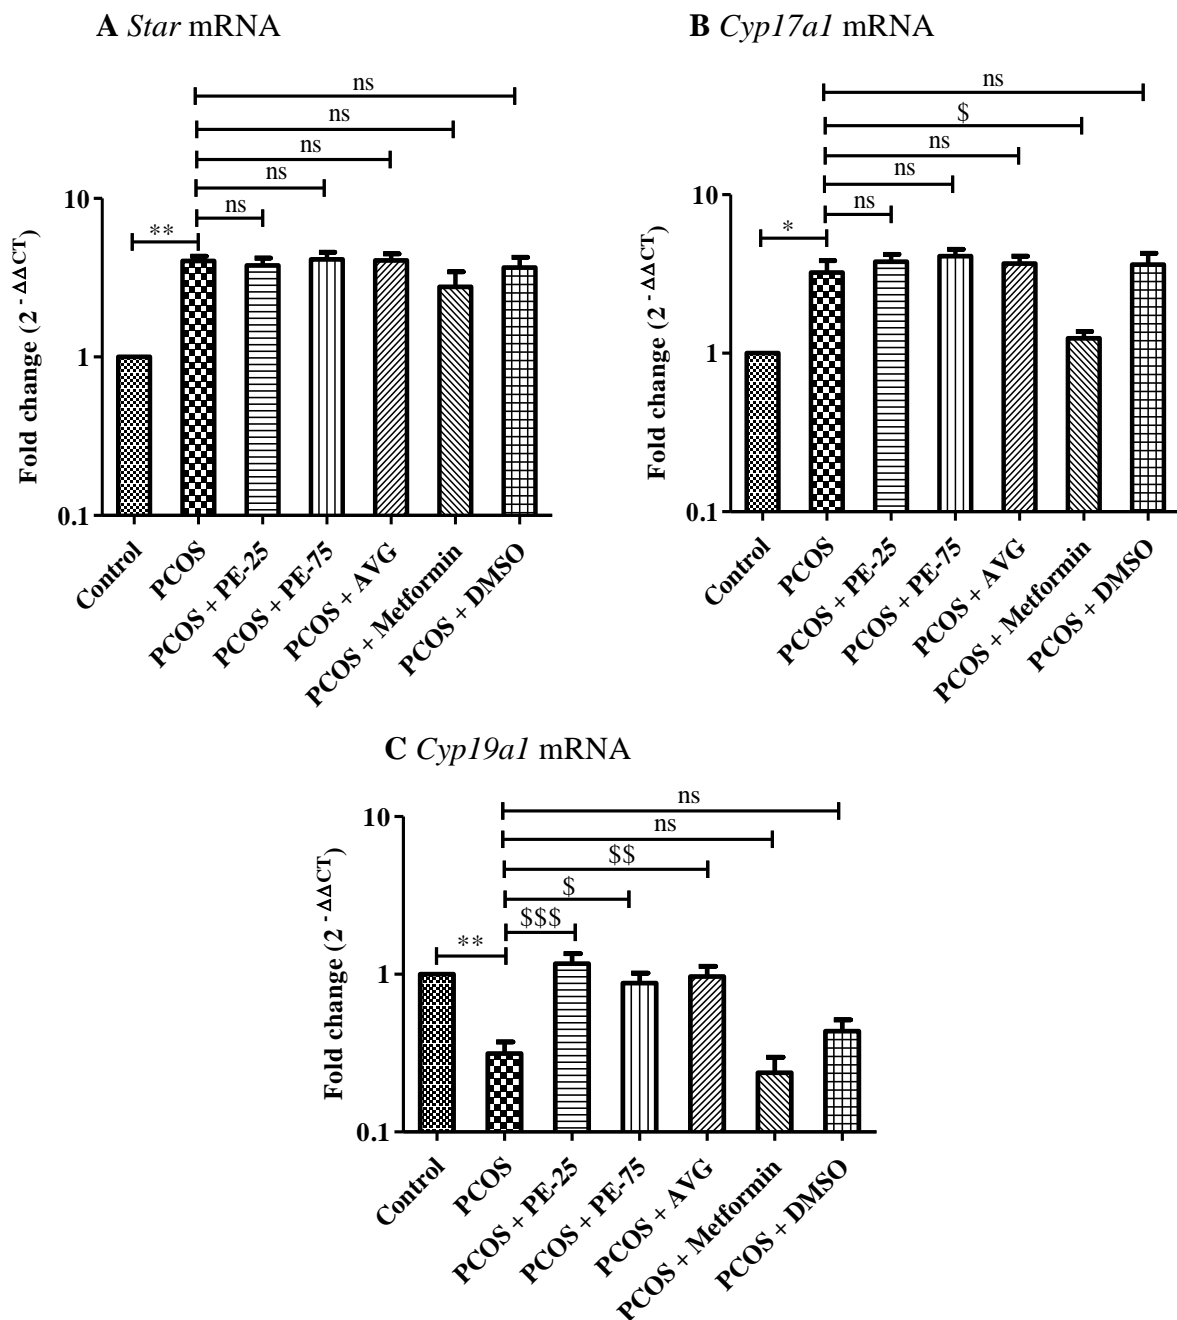 A Star mRNA
ns
ns
ns
ns
ns
**
10
1
0.1
Fold change (2 -ΔΔCT)
Control
PCOS
PCOS + PE-25
PCOS + PE-75
PCOS + AVG
PCOS + Metformin
PCOS + DMSO
B Cyp17a1 mRNA
ns
$
ns
ns
ns
*
10
1
0.1
Fold change (2 -ΔΔCT)
Control
PCOS
PCOS + PE-25
PCOS + PE-75
PCOS + AVG
PCOS + Metformin
PCOS + DMSO
C Cyp19a1 mRNA
ns
ns
$$
$
$$$
**
10
1
0.1
Fold change (2 -ΔΔCT)
Control
PCOS
PCOS + PE-25
PCOS + PE-75
PCOS + AVG
PCOS + Metformin
PCOS + DMSO